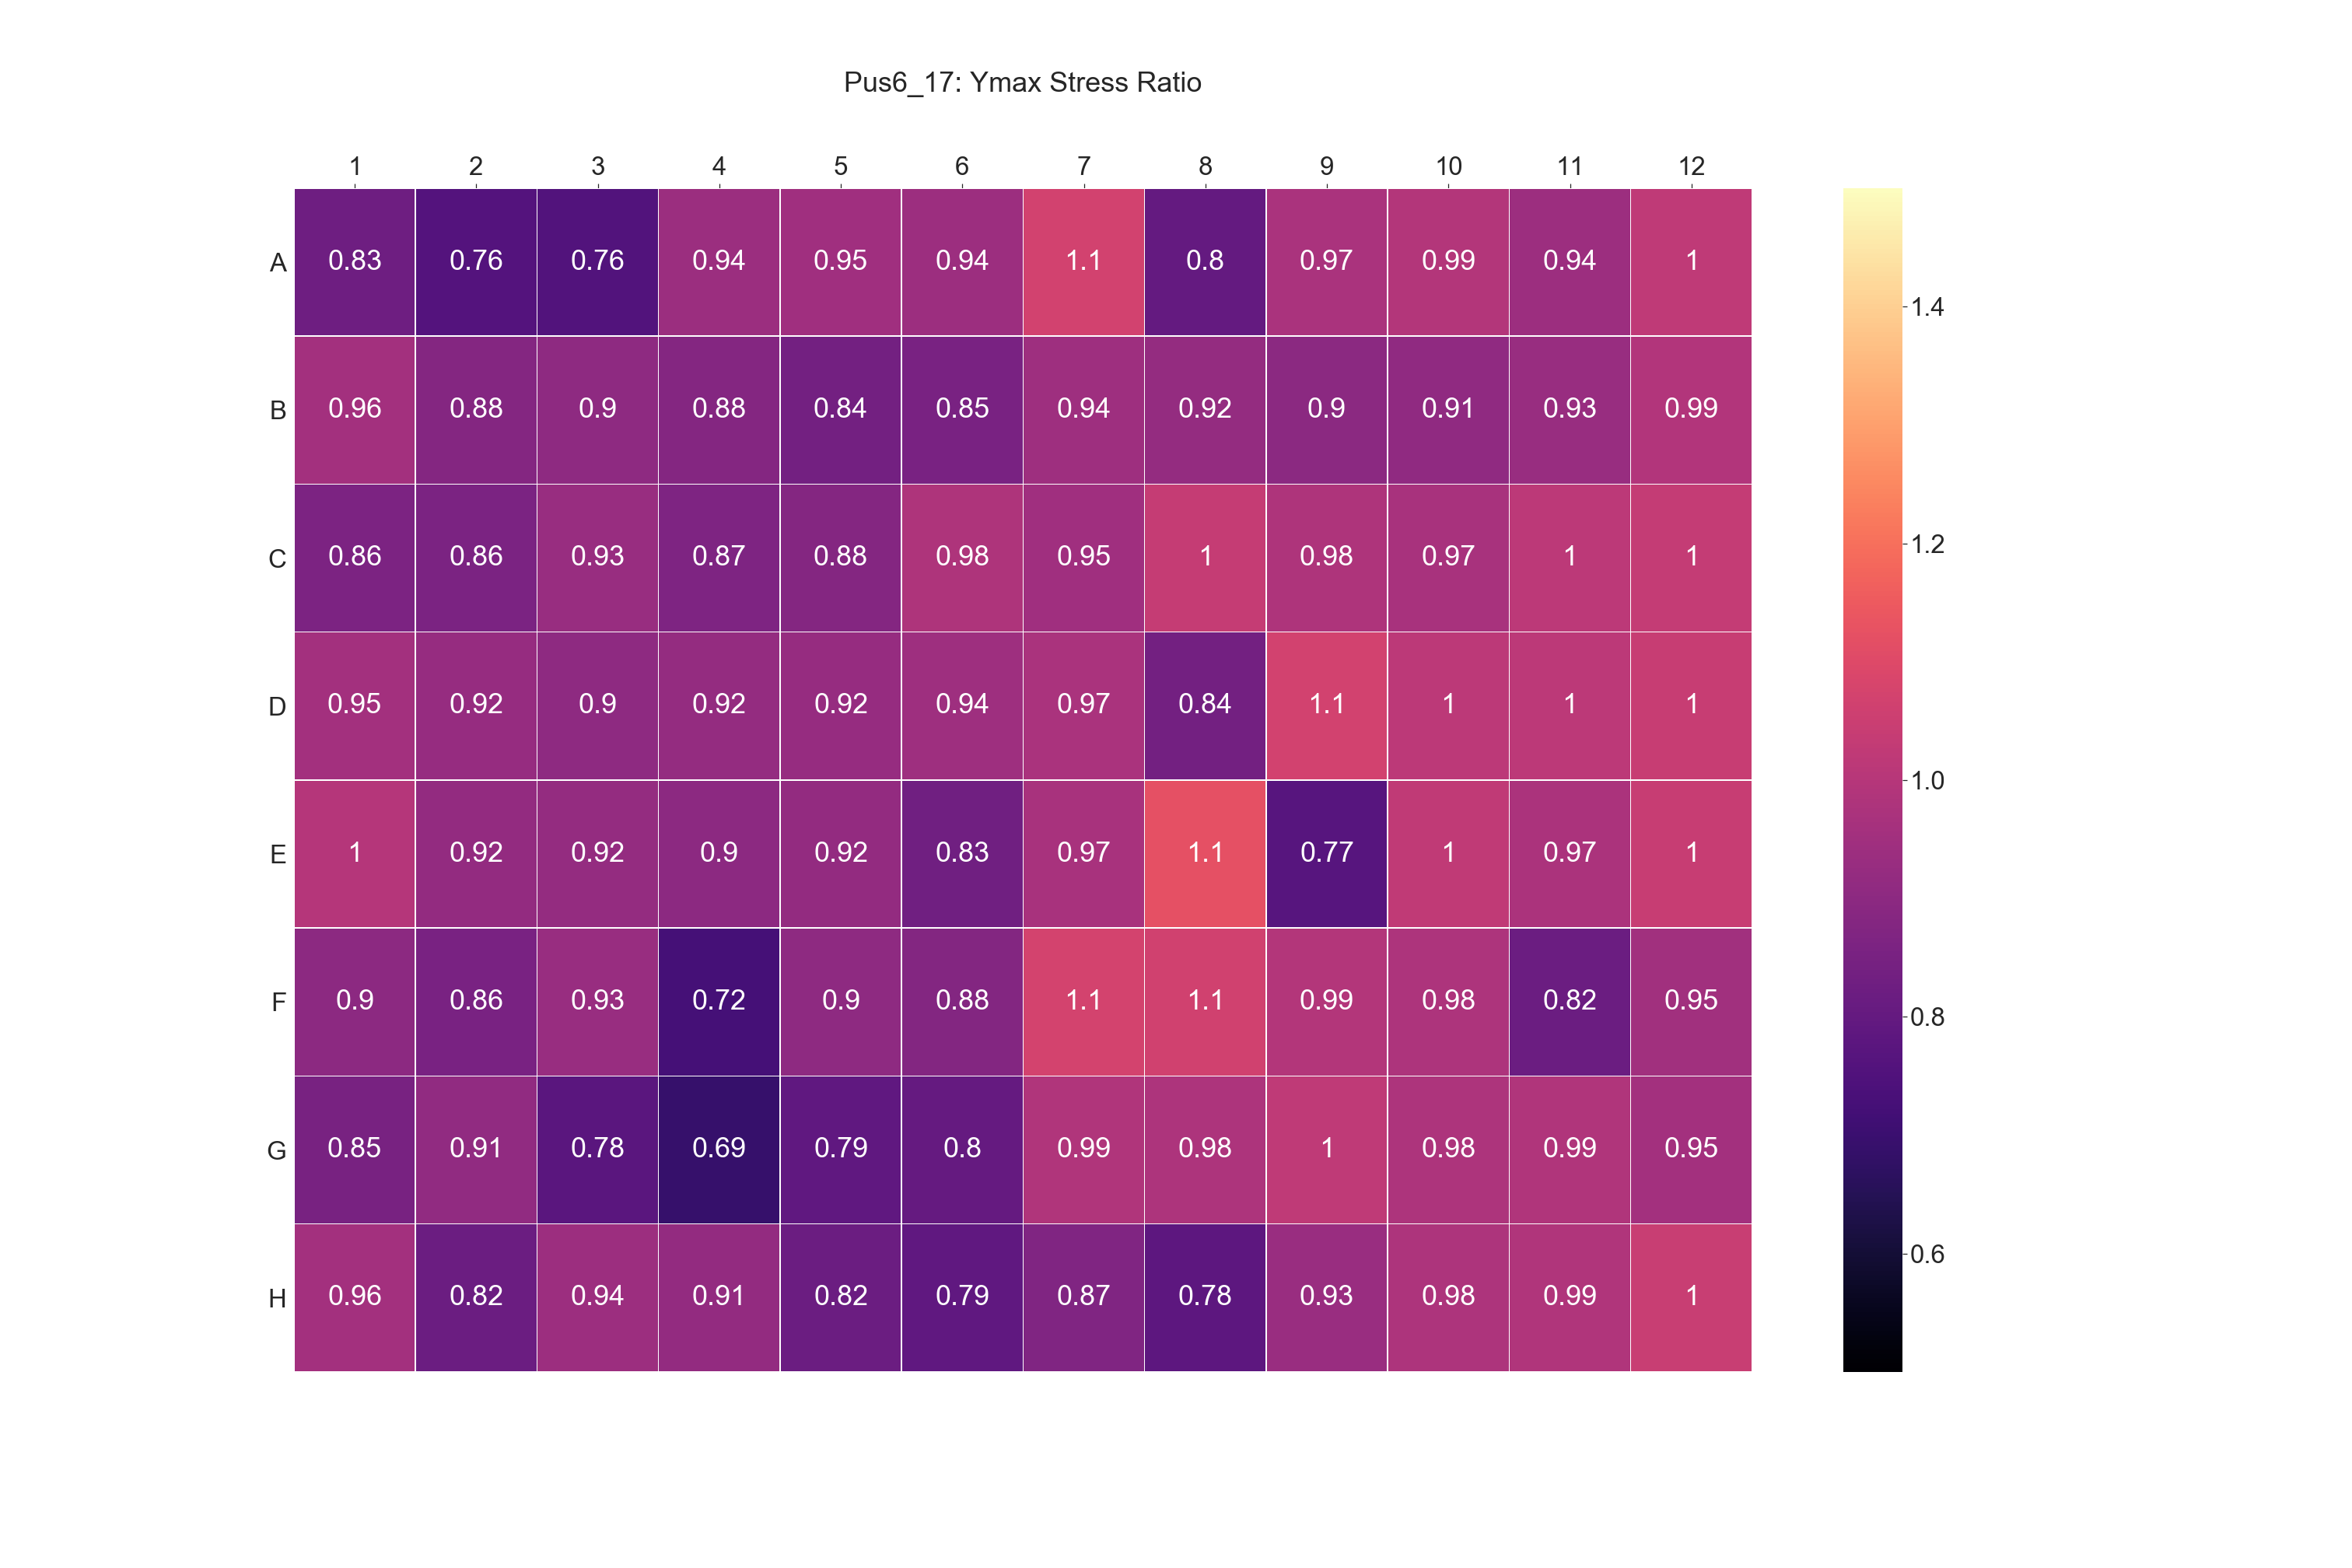 Pus6_17: Ymax Stress Ratio
1 2 3 4 5 6 7 8 9 10 11 12
A 0.83 0.76 0.76 0.94 0.95 0.94 1.1 0.8 0.97 0.99 0.94 1
1.4
B 0.96 0.88 0.9 0.88 0.84 0.85 0.94 0.92 0.9 0.91 0.93 0.99
1.2
C 0.86 0.86 0.93 0.87 0.88 0.98 0.95 1 0.98 0.97 1 1
D 0.95 0.92 0.9 0.92 0.92 0.94 0.97 0.84 1.1 1 1 1
1.0
E 1 0.92 0.92 0.9 0.92 0.83 0.97 1.1 0.77 1 0.97 1
F 0.9 0.86 0.93 0.72 0.9 0.88 1.1 1.1 0.99 0.98 0.82 0.95
0.8
G 0.85 0.91 0.78 0.69 0.79 0.8 0.99 0.98 1 0.98 0.99 0.95
0.6
H 0.96 0.82 0.94 0.91 0.82 0.79 0.87 0.78 0.93 0.98 0.99 1